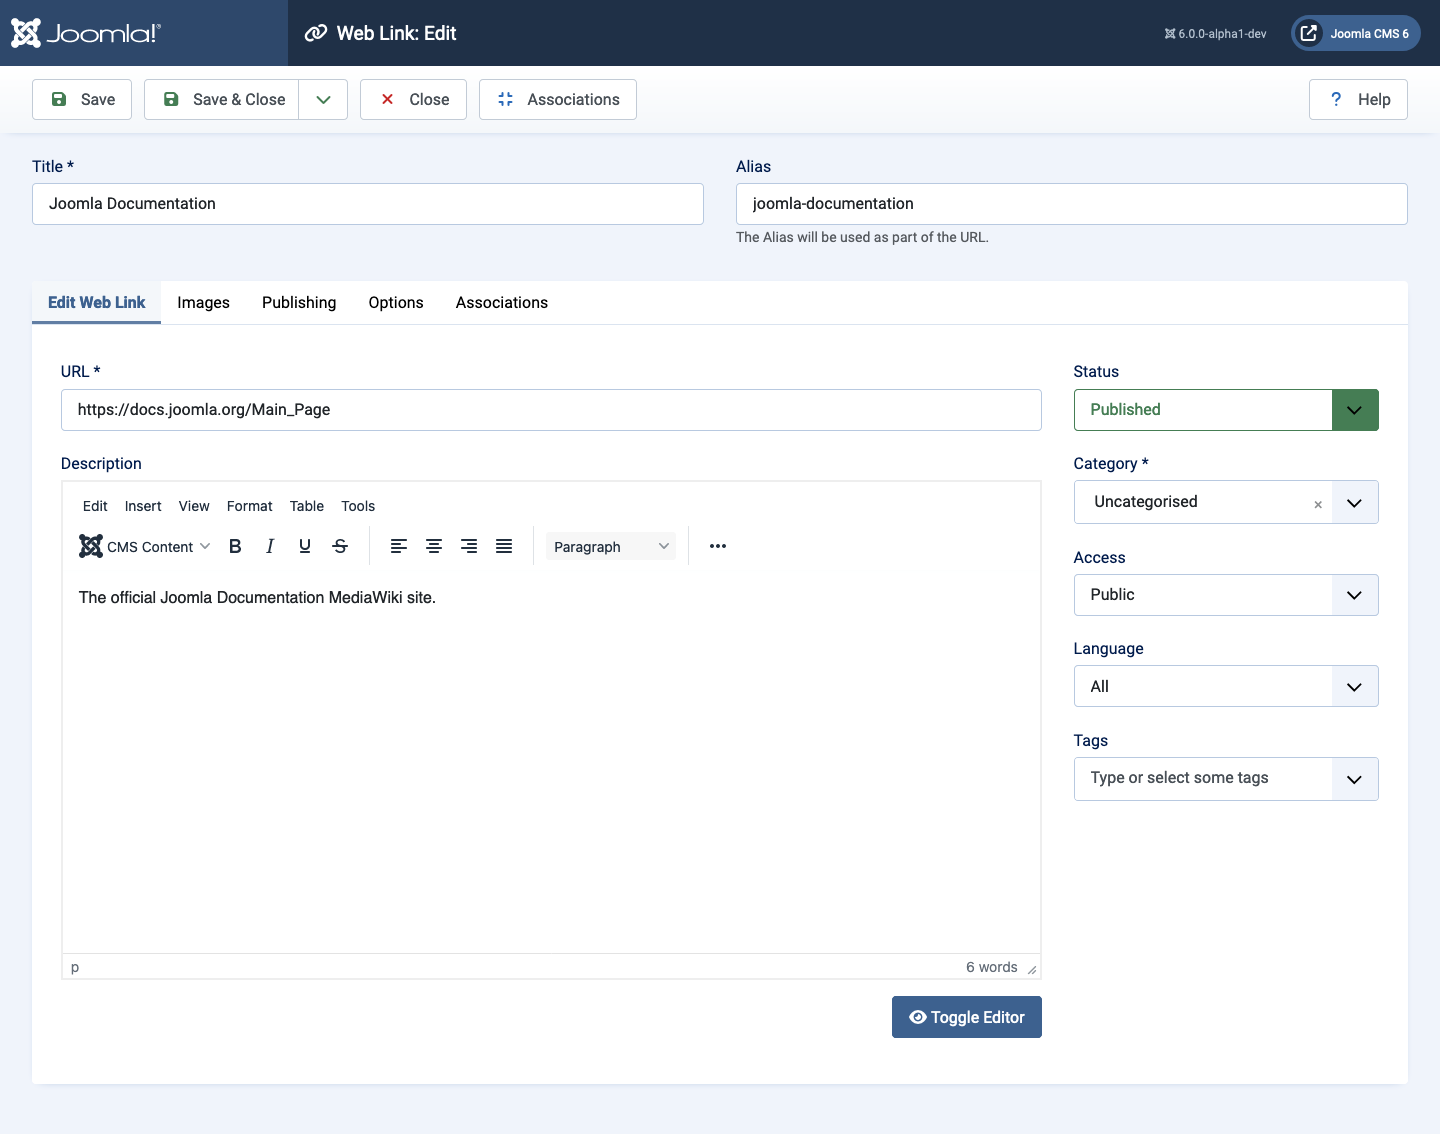 Joomla!®
Web Link: Edit
6.0.0-alpha1-dev
Joomla CMS 6
Save
Save & Close
Close
Associations
? Help
Title *
Joomla Documentation
Alias
joomla-documentation
The Alias will be used as part of the URL.
Edit Web Link Images Publishing Options Associations
URL *
https://docs.joomla.org/Main_Page
Description
Edit Insert View Format Table Tools
CMS Content B I U S Paragraph
The official Joomla Documentation MediaWiki site.
p
6 words
Toggle Editor
Status
Published
Category *
Uncategorised ×
Access
Public
Language
All
Tags
Type or select some tags